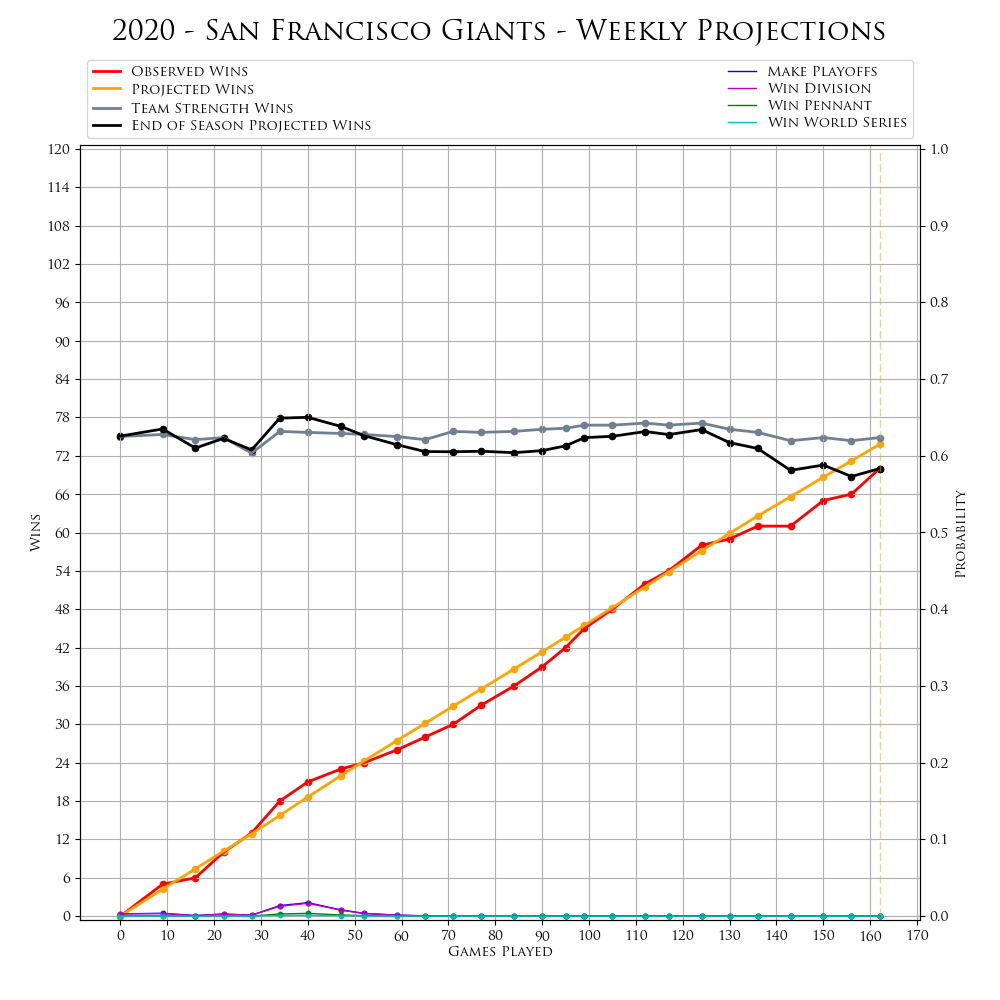 2020 - San Francisco Giants - Weekly Projections
Observed Wins
Projected Wins
Team Strength Wins
End of Season Projected Wins
Make Playoffs
Win Division
Win Pennant
Win World Series
120
114
108
102
96
90
84
78
72
66
60
54
48
42
36
30
24
18
12
6
0
Wins
1.0
0.9
0.8
0.7
0.6
0.5
0.4
0.3
0.2
0.1
0.0
Probability
0 10 20 30 40 50 60 70 80 90 100 110 120 130 140 150 160 170
Games Played